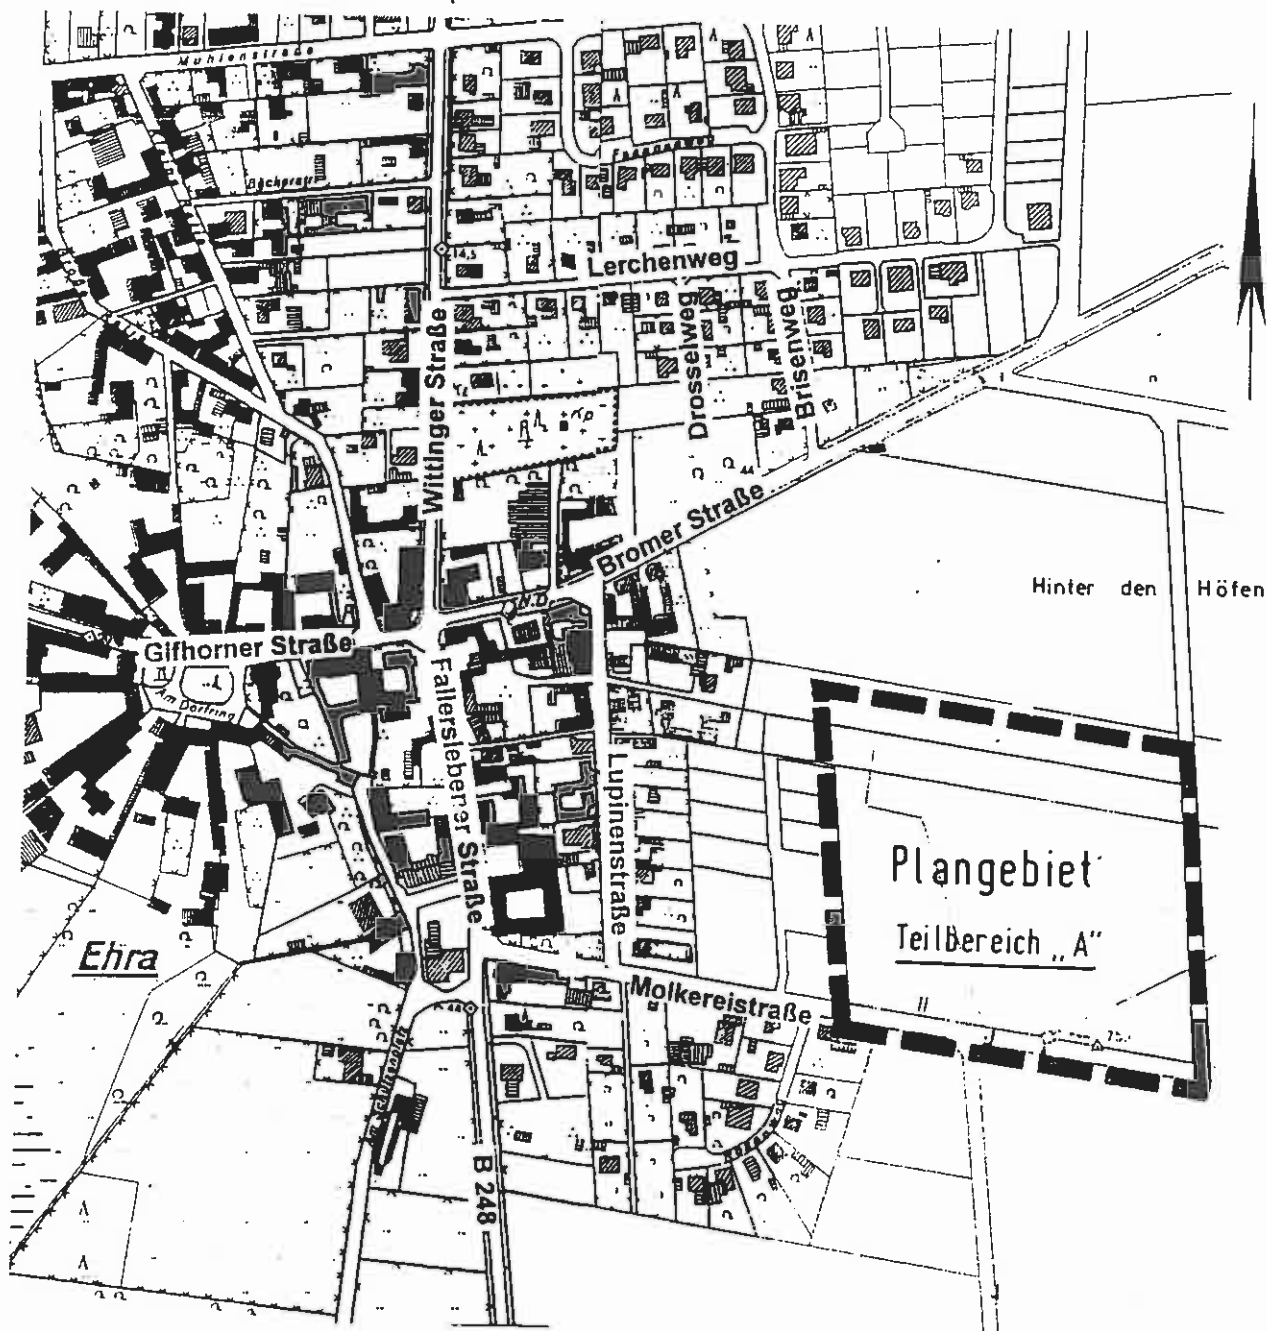 Mühlenstraße
Bäckerstr.
Lerchenweg
Wittinger Straße
Drosselweg
Brisenweg
Bromer Straße
N.D.
Hinter den Höfen
Gifhorner Straße
Am Dorfring
Fallersleber Straße
Lupinenstraße
Plangebiet
Teilbereich „A"
Ehra
Molkereistraße
B 248